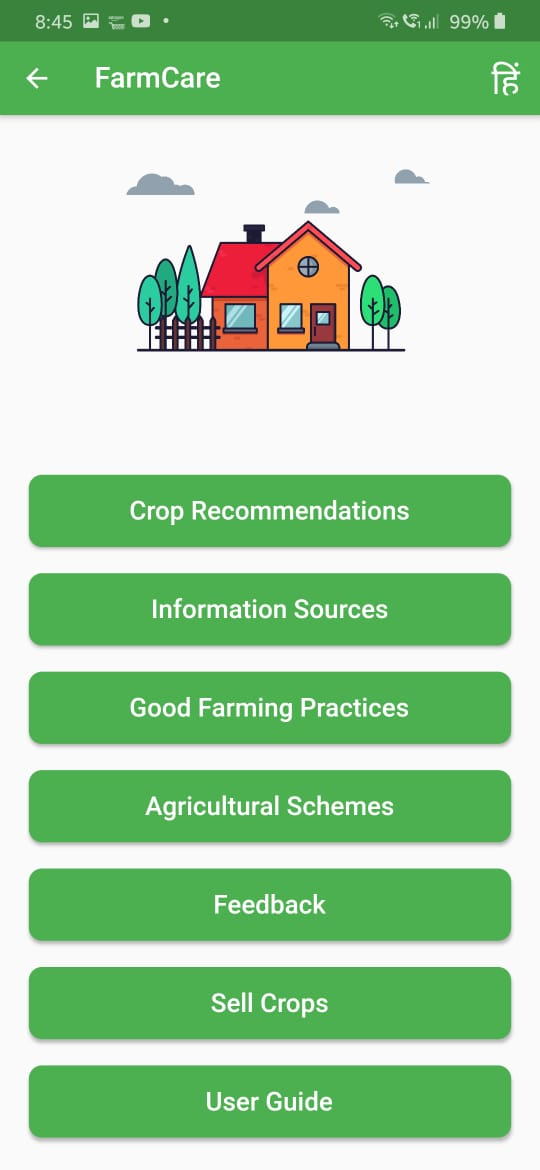 8:45
99%
FarmCare
हिं
Crop Recommendations
Information Sources
Good Farming Practices
Agricultural Schemes
Feedback
Sell Crops
User Guide